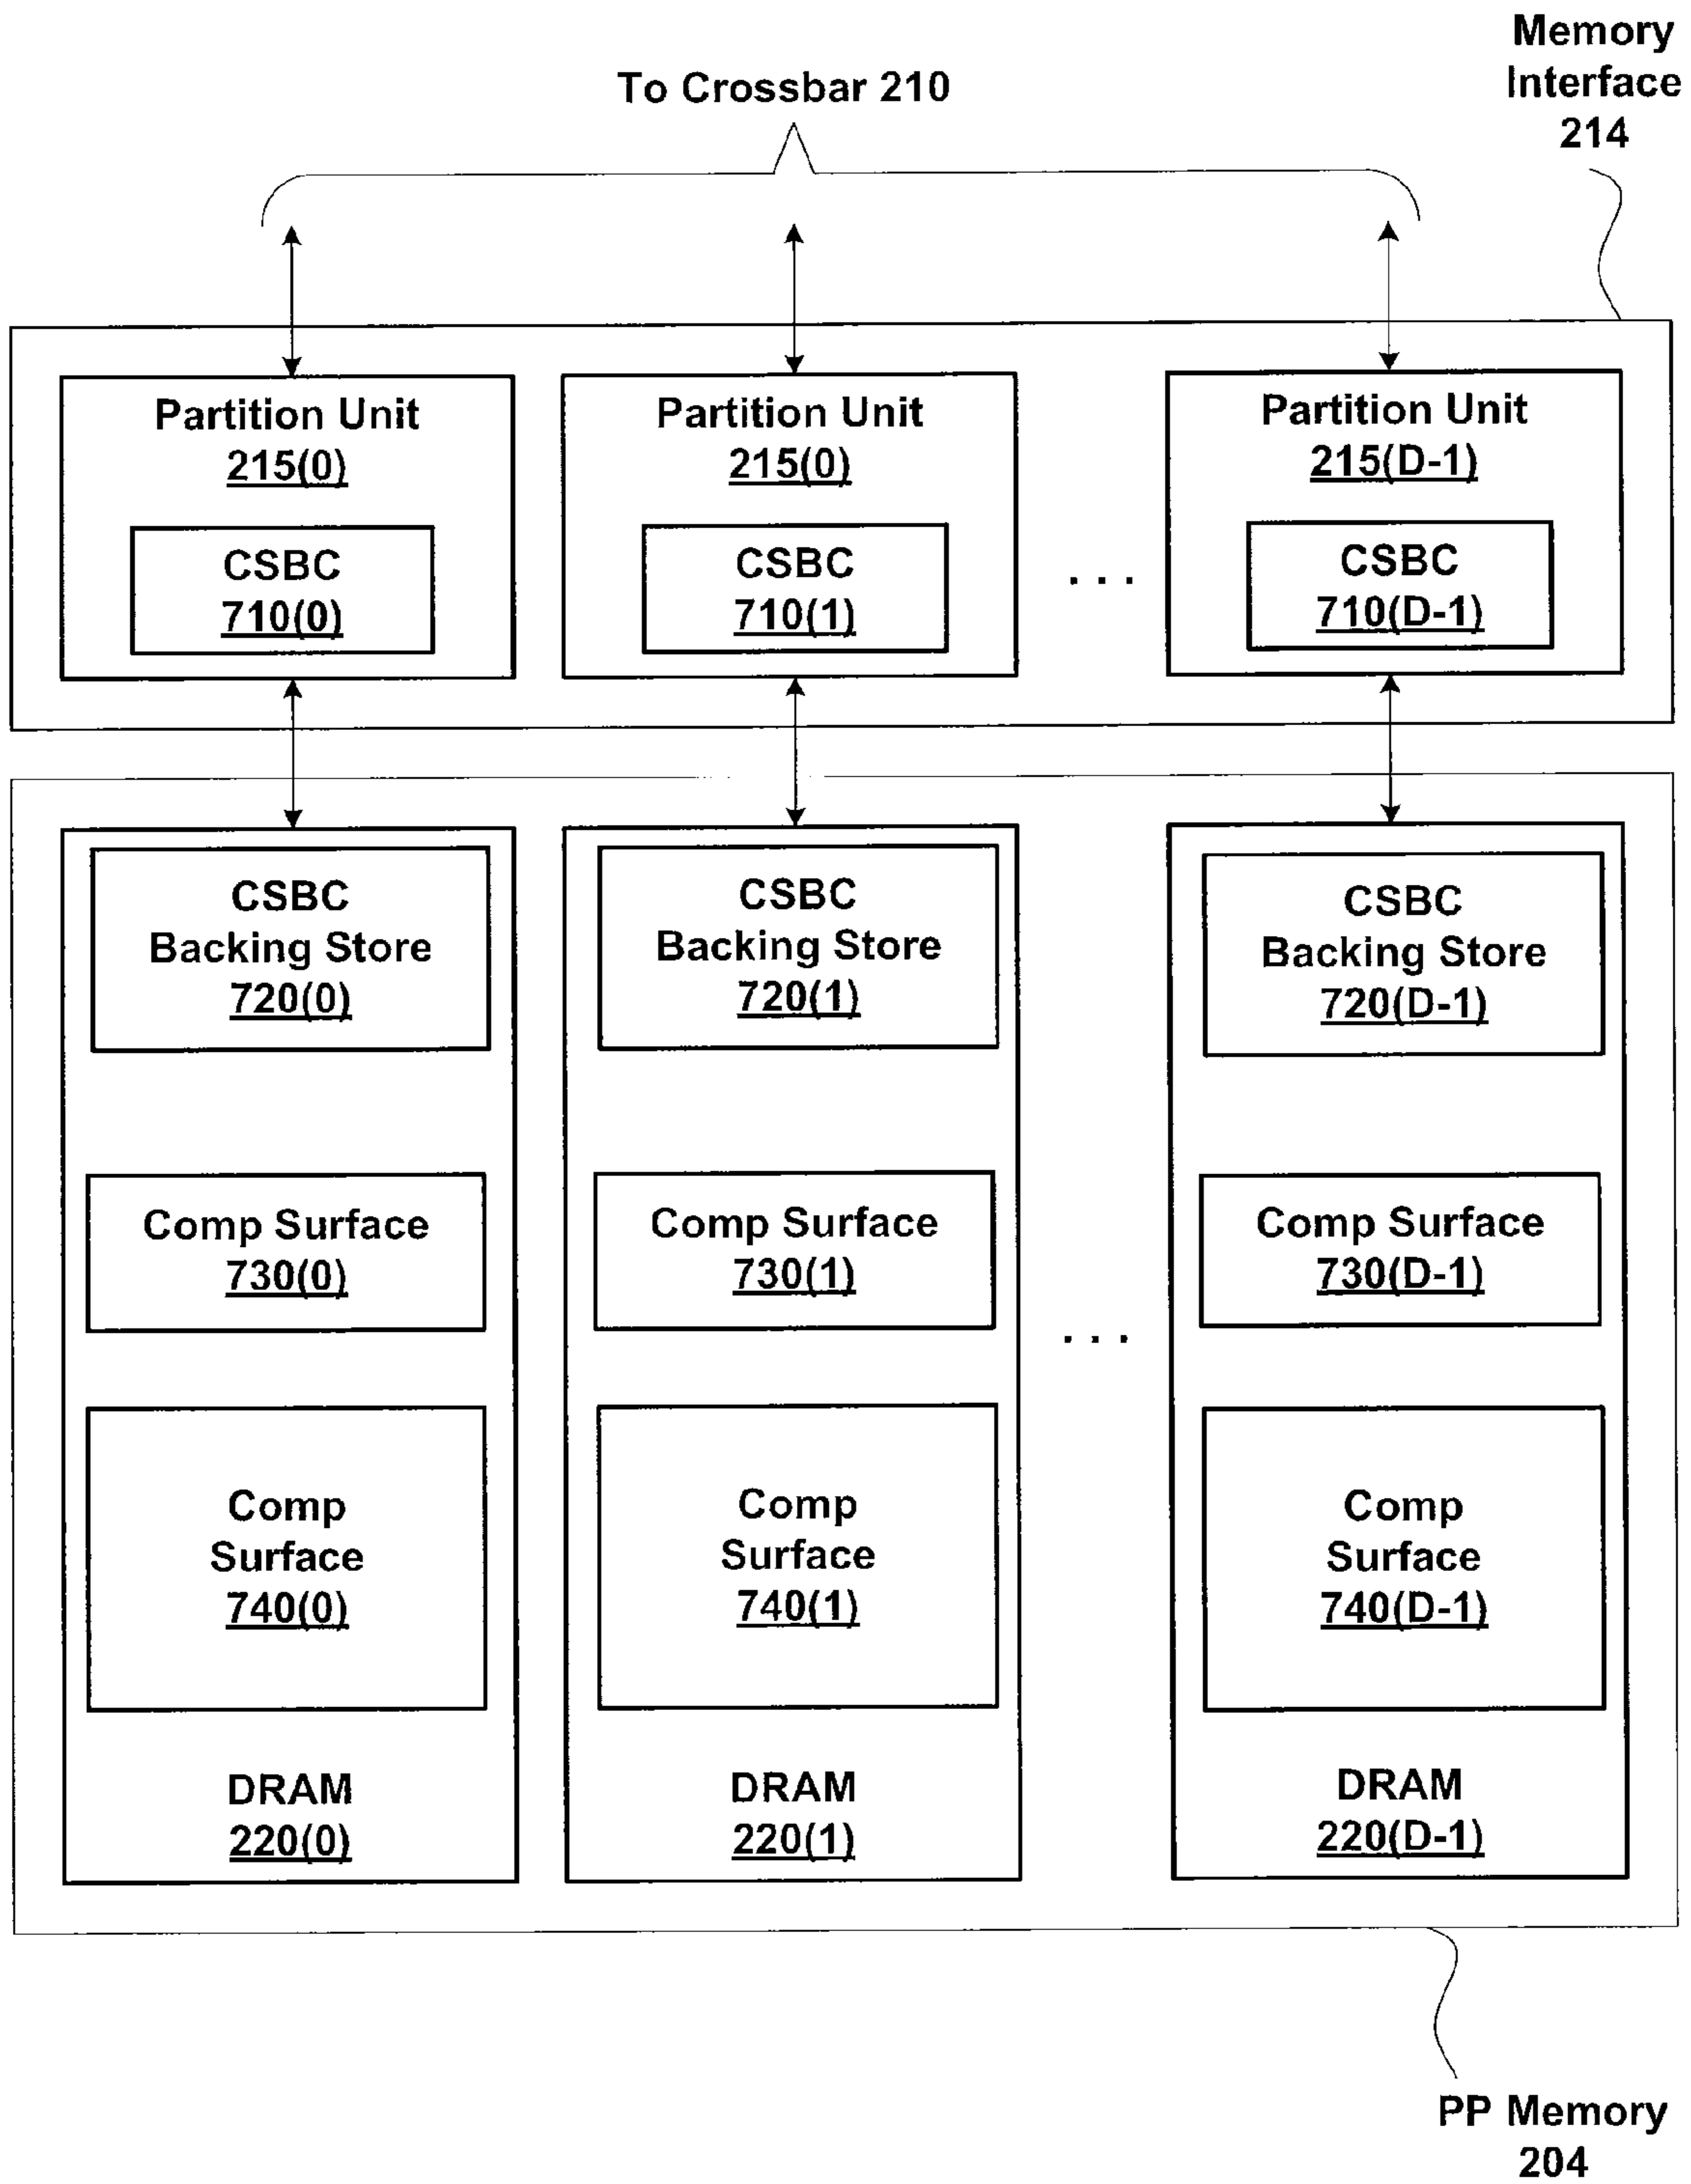 Memory
Interface
214
To Crossbar 210
Partition Unit
215(0)
CSBC
710(0)
Partition Unit
215(0)
CSBC
710(1)
. . .
Partition Unit
215(D-1)
CSBC
710(D-1)
CSBC
Backing Store
720(0)
Comp Surface
730(0)
Comp
Surface
740(0)
DRAM
220(0)
CSBC
Backing Store
720(1)
Comp Surface
730(1)
Comp
Surface
740(1)
DRAM
220(1)
. . .
CSBC
Backing Store
720(D-1)
Comp Surface
730(D-1)
Comp
Surface
740(D-1)
DRAM
220(D-1)
PP Memory
204